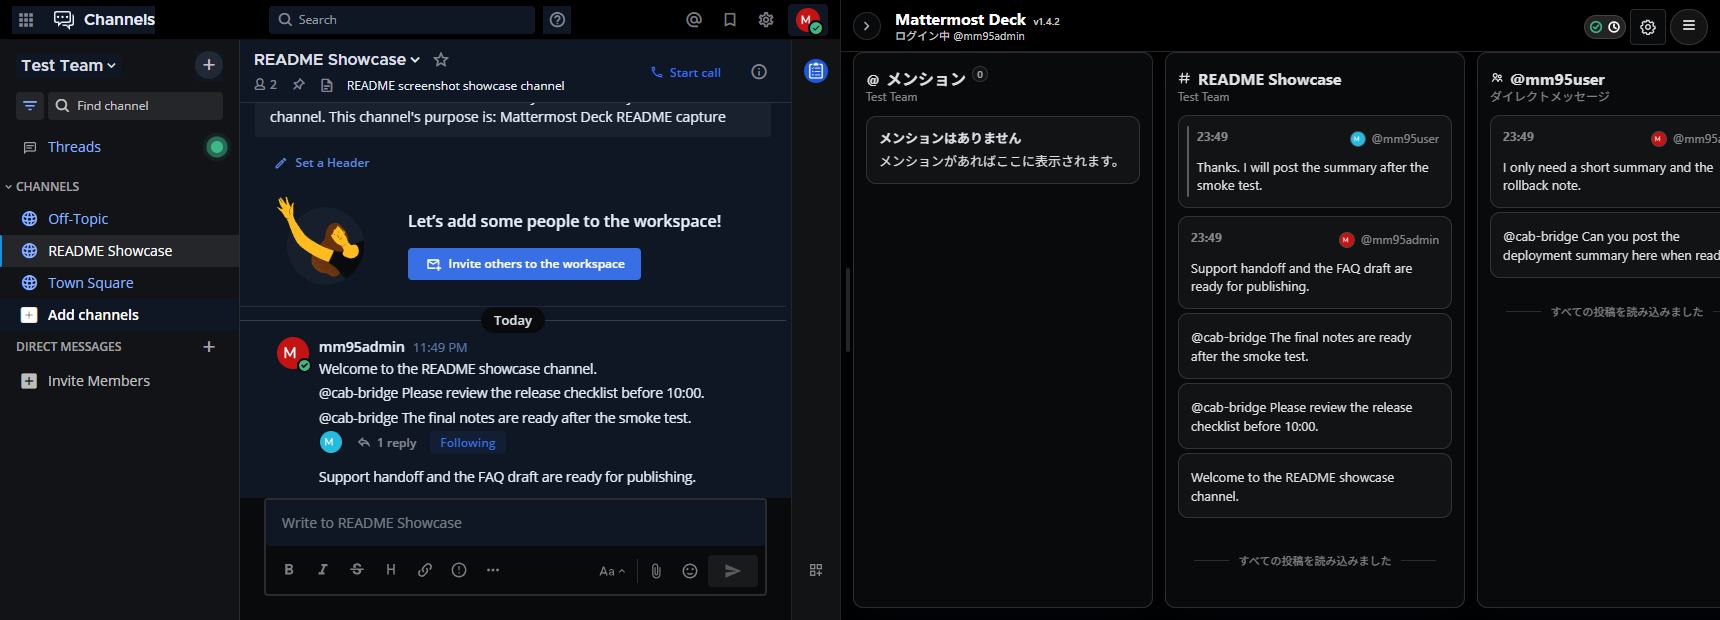 Channels
Search
Test Team
Find channel
Threads
CHANNELS
Off-Topic
README Showcase
Town Square
Add channels
DIRECT MESSAGES
Invite Members
README Showcase
2
README screenshot showcase channel
Start call
channel. This channel's purpose is: Mattermost Deck README capture
Set a Header
Let's add some people to the workspace!
Invite others to the workspace
Today
M
mm95admin 11:49 PM
Welcome to the README showcase channel.
@cab-bridge Please review the release checklist before 10:00.
@cab-bridge The final notes are ready after the smoke test.
M
1 reply
Following
Support handoff and the FAQ draft are ready for publishing.
Write to README Showcase
B I S H
Aa
M
Mattermost Deck v1.4.2
ログイン中 @mm95admin
@ メンション 0
Test Team
メンションはありません
メンションがあればここに表示されます。
# README Showcase
Test Team
23:49
M @mm95user
Thanks. I will post the summary after the
smoke test.
23:49
M @mm95admin
Support handoff and the FAQ draft are
ready for publishing.
@cab-bridge The final notes are ready
after the smoke test.
@cab-bridge Please review the release
checklist before 10:00.
Welcome to the README showcase
channel.
すべての投稿を読み込みました
@mm95user
ダイレクトメッセージ
23:49
M
I only need a short summary and the
rollback note.
@cab-bridge Can you post the
deployment summary here when
すべての投稿を読み込みました